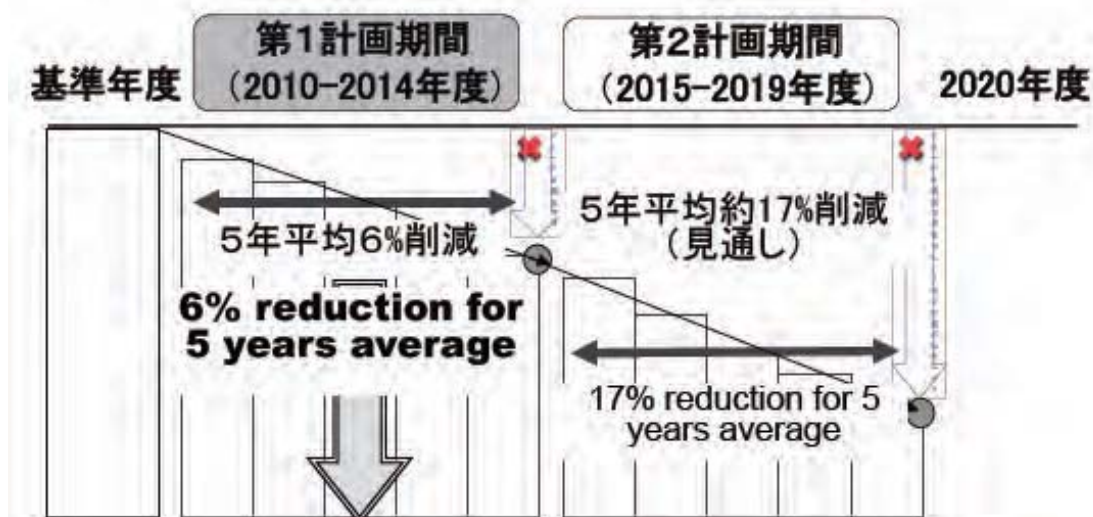 基準年度
第1計画期間
（2010-2014年度）
第2計画期間
（2015-2019年度）
2020年度
5年平均6%削減
6% reduction for
5 years average
5年平均約17%削減
（見通し）
17% reduction for 5
years average